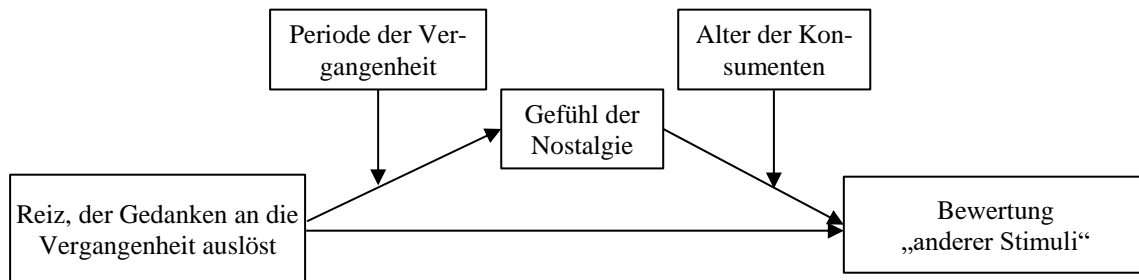 Periode der Ver-
gangenheit
Alter der Kon-
sumenten
Gefühl der
Nostalgie
Reiz, der Gedanken an die
Vergangenheit auslöst
Bewertung
„anderer Stimuli“